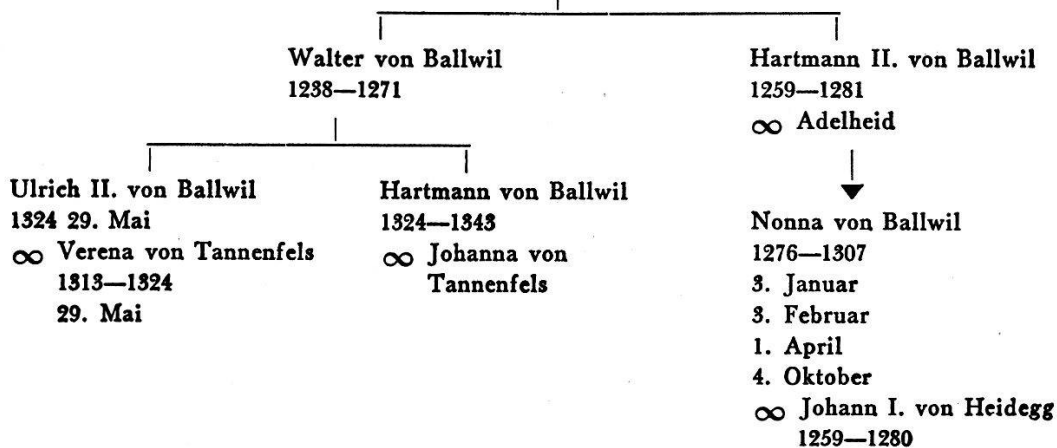 Walter von Ballwil
1238—1271
Hartmann II. von Ballwil
1259—1281
∞ Adelheid
Ulrich II. von Ballwil
1324 29. Mai
∞ Verena von Tannenfels
1313—1324
29. Mai
Hartmann von Ballwil
1324—1343
∞ Johanna von
Tannenfels
Nonna von Ballwil
1276—1307
3. Januar
3. Februar
1. April
4. Oktober
∞ Johann I. von Heidegg
1259—1280